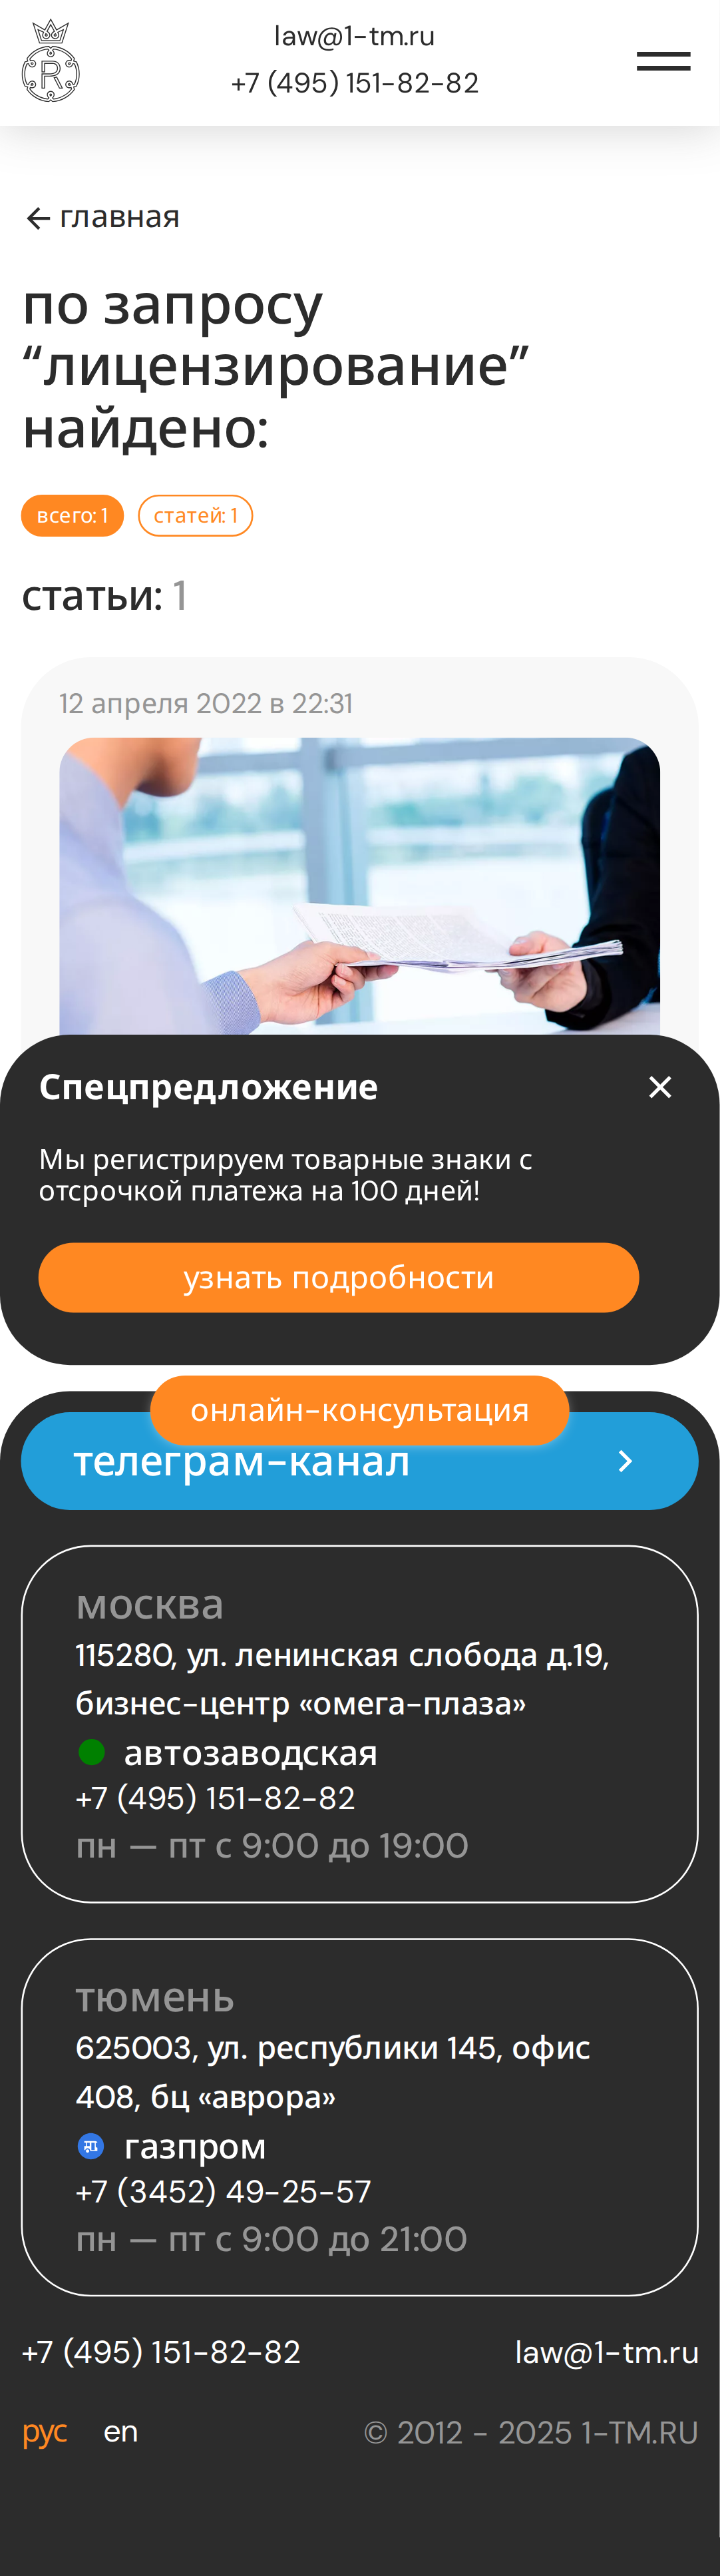 R
law@1-tm.ru
+7 (495) 151-82-82
главная
по запросу
“лицензирование”
найдено:
всего: 1
статей: 1
статьи: 1
12 апреля 2022 в 22:31
Спецпредложение
Мы регистрируем товарные знаки с
отсрочкой платежа на 100 дней!
узнать подробности
онлайн-консультация
телеграм-канал
москва
115280, ул. ленинская слобода д.19,
бизнес-центр «омега-плаза»
автозаводская
+7 (495) 151-82-82
пн — пт с 9:00 до 19:00
тюмень
625003, ул. республики 145, офис
408, бц «аврора»
газпром
+7 (3452) 49-25-57
пн — пт с 9:00 до 21:00
+7 (495) 151-82-82
law@1-tm.ru
рус
en
© 2012 - 2025 1-TM.RU